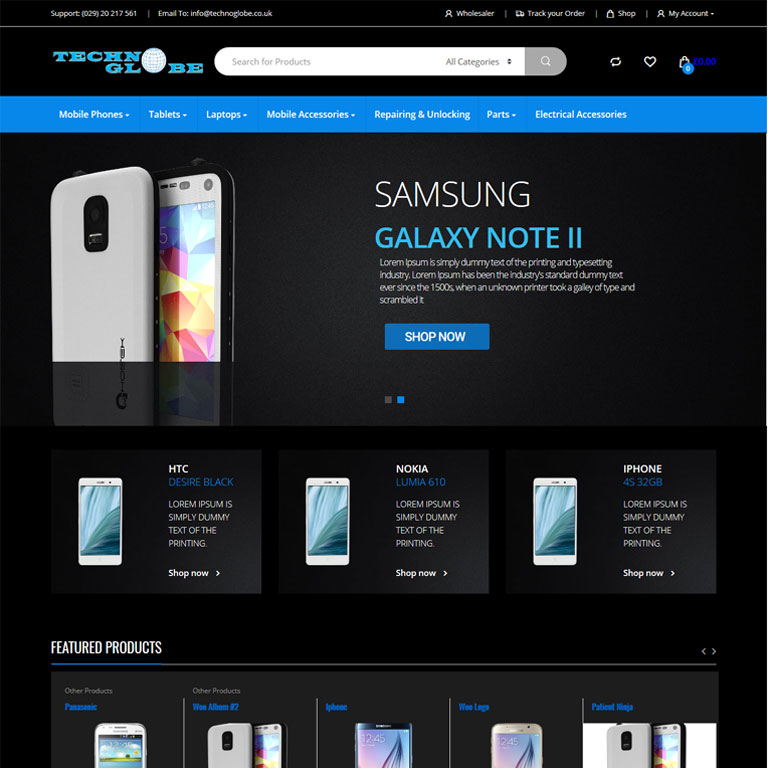 Support: (029) 20 217 561 | Email To: info@technoglobe.co.uk
Wholesaler | Track your Order | Shop | My Account
TECHN
GLOBE
Search for Products All Categories
0 £0.00
Mobile Phones Tablets Laptops Mobile Accessories Repairing & Unlocking Parts Electrical Accessories
SAMSUNG
GALAXY NOTE II
Lorem Ipsum is simply dummy text of the printing and typesetting
industry. Lorem Ipsum has been the industry's standard dummy text
ever since the 1500s, when an unknown printer took a galley of type and
scrambled it
SHOP NOW
HTC
DESIRE BLACK
LOREM IPSUM IS
SIMPLY DUMMY
TEXT OF THE
PRINTING.
Shop now
NOKIA
LUMIA 610
LOREM IPSUM IS
SIMPLY DUMMY
TEXT OF THE
PRINTING.
Shop now
IPHONE
4S 32GB
LOREM IPSUM IS
SIMPLY DUMMY
TEXT OF THE
PRINTING.
Shop now
FEATURED PRODUCTS
Other Products
Panasonic
Other Products
Woo Album #2
Iphone
Woo Logo
Patient Ninja
12:45
12:45